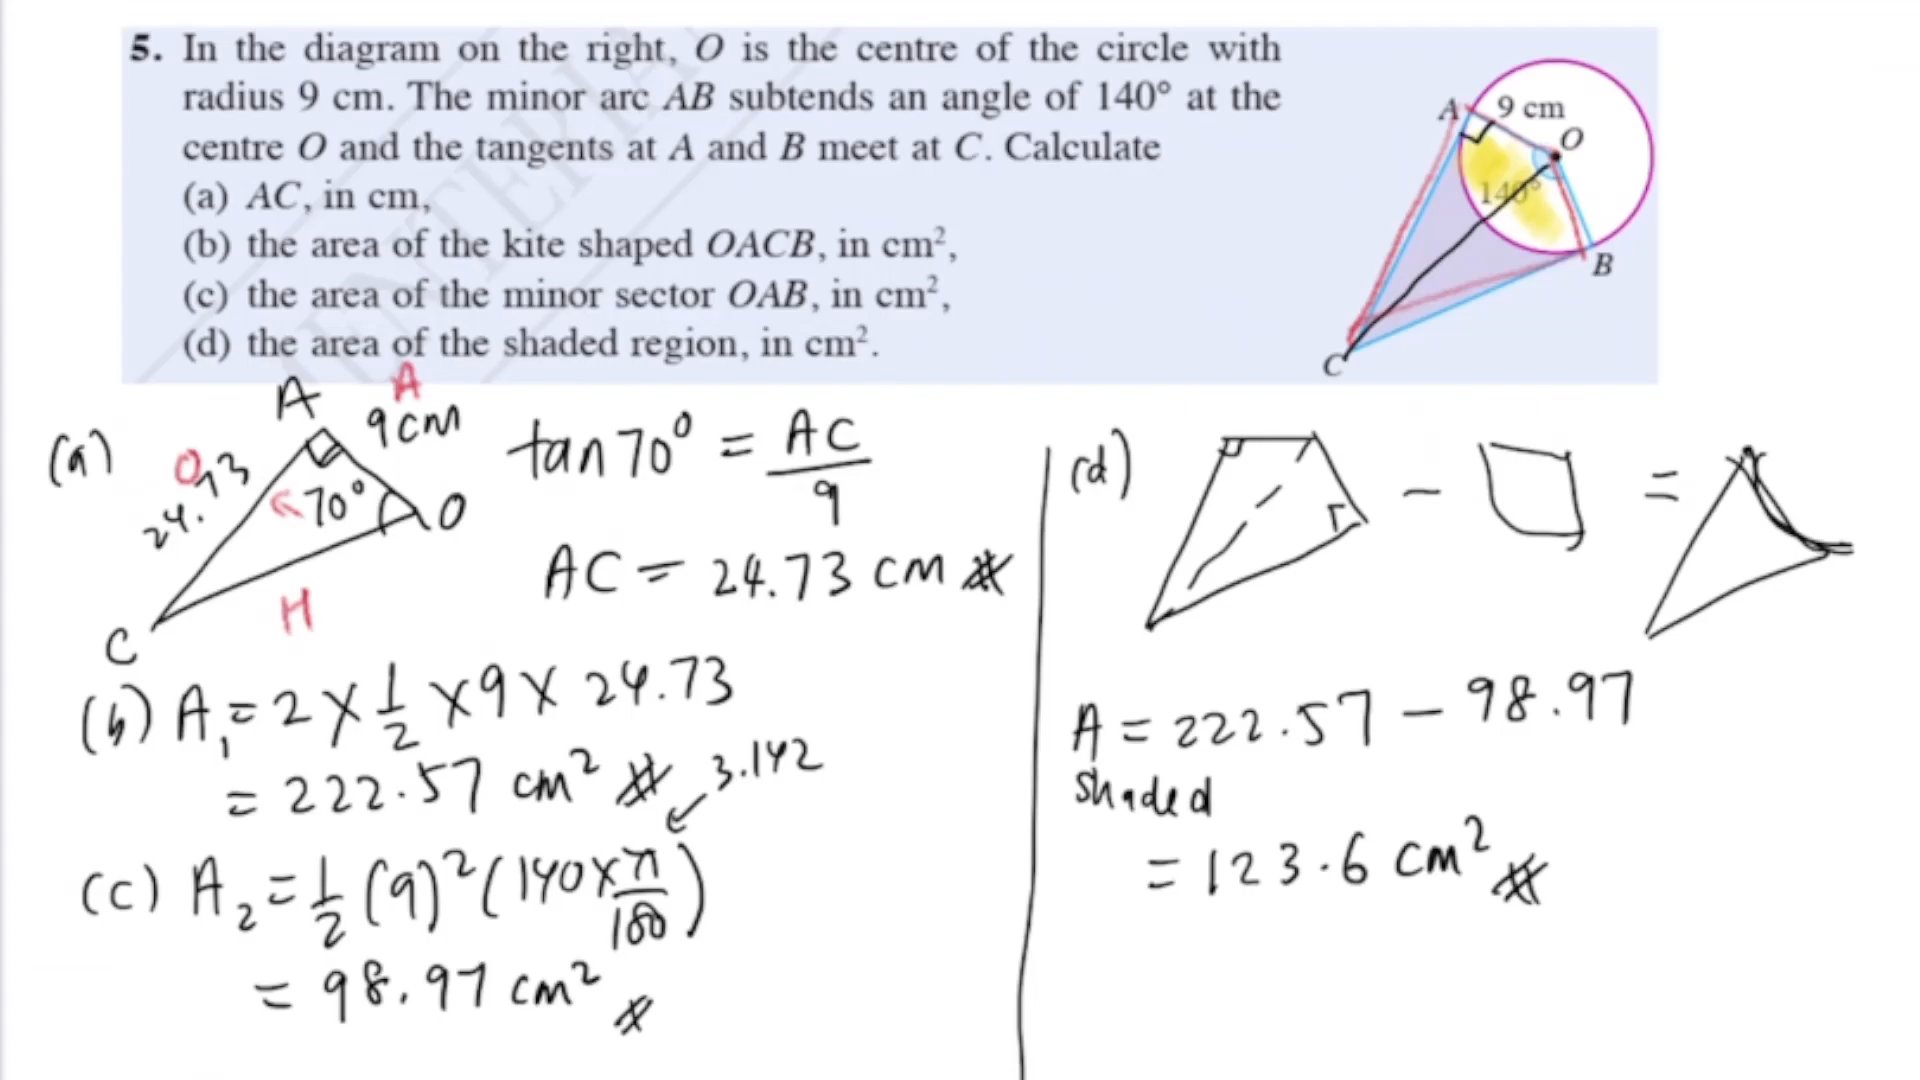 5. In the diagram on the right, O is the centre of the circle with
radius 9 cm. The minor arc AB subtends an angle of 140° at the
centre O and the tangents at A and B meet at C. Calculate
(a) AC, in cm,
(b) the area of the kite shaped OACB, in cm²,
(c) the area of the minor sector OAB, in cm²,
(d) the area of the shaded region, in cm².
A
9 cm
O
140°
B
C
(a)
A
A
9cm
O
24.73
70°
O
H
C
tan 70° = AC/9
AC = 24.73 cm #
(b) A₁ = 2 × 1/2 × 9 × 24.73
= 222.57 cm² #
3.142
(c) A₂ = 1/2 (9)² (140 × π/180)
= 98.97 cm² #
(d)
− =
A = 222.57 − 98.97
shaded
= 123.6 cm² #